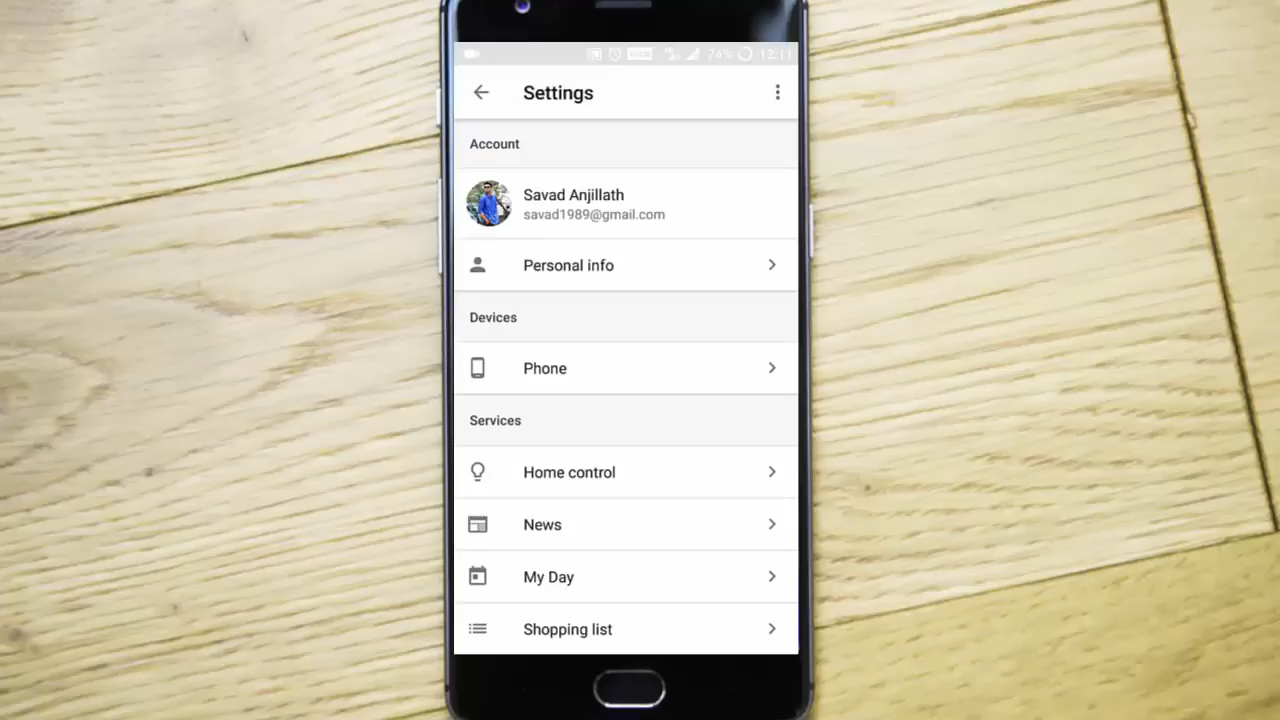 74% 12:11
Settings
Account
Savad Anjillath
savad1989@gmail.com
Personal info
Devices
Phone
Services
Home control
News
My Day
Shopping list